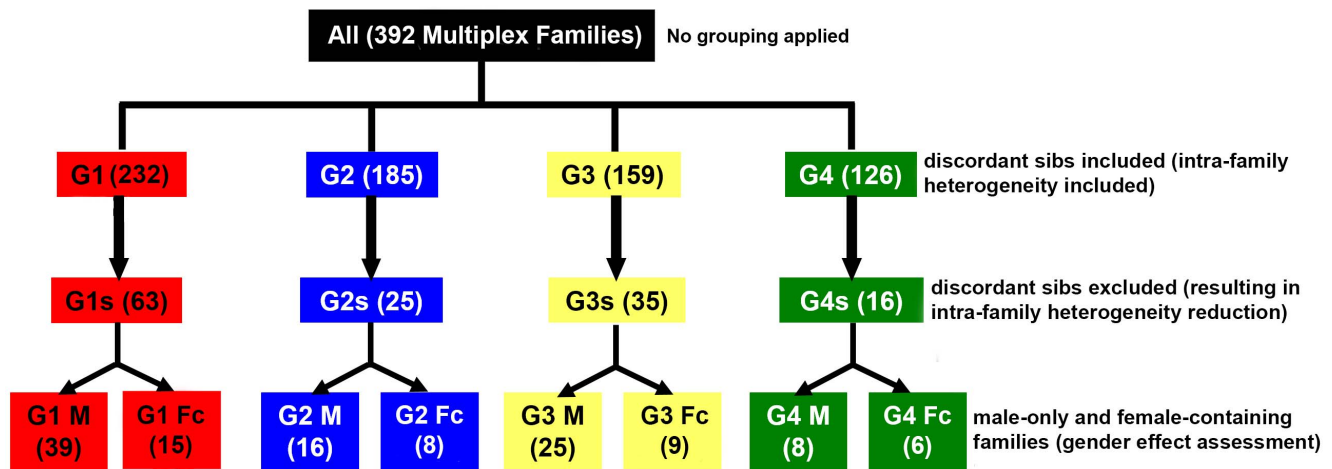 All (392 Multiplex Families)
No grouping applied
G1 (232)
G2 (185)
G3 (159)
G4 (126)
discordant sibs included (intra-family
heterogeneity included)
G1s (63)
G2s (25)
G3s (35)
G4s (16)
discordant sibs excluded (resulting in
intra-family heterogeneity reduction)
G1 M
(39)
G1 Fc
(15)
G2 M
(16)
G2 Fc
(8)
G3 M
(25)
G3 Fc
(9)
G4 M
(8)
G4 Fc
(6)
male-only and female-containing
families (gender effect assessment)